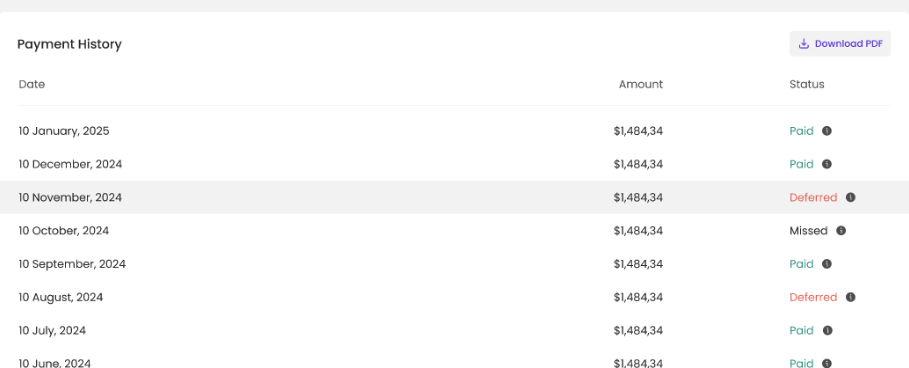 Payment History
Download PDF
Date Amount Status
10 January, 2025 $1,484,34 Paid
10 December, 2024 $1,484,34 Paid
10 November, 2024 $1,484,34 Deferred
10 October, 2024 $1,484,34 Missed
10 September, 2024 $1,484,34 Paid
10 August, 2024 $1,484,34 Deferred
10 July, 2024 $1,484,34 Paid
10 June, 2024 $1,484,34 Paid